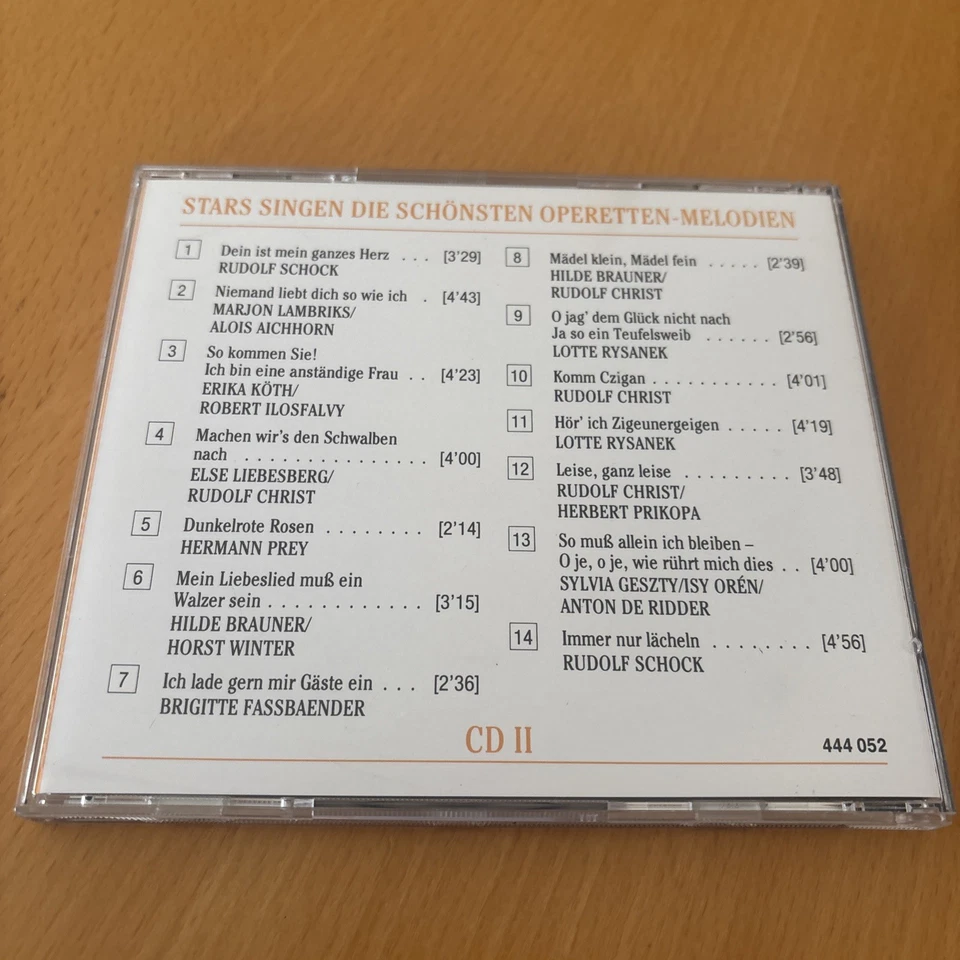 STARS SINGEN DIE SCHÖNSTEN OPERETTEN-MELODIEN
1 Dein ist mein ganzes Herz . . . [3'29]
RUDOLF SCHOCK
2 Niemand liebt dich so wie ich . [4'43]
MARJON LAMBRIKS/
ALOIS AICHHORN
3 So kommen Sie!
Ich bin eine anständige Frau . . [4'23]
ERIKA KÖTH/
ROBERT ILOSFALVY
4 Machen wir's den Schwalben
nach . . . . . . . . . . . . . . . [4'00]
ELSE LIEBESBERG/
RUDOLF CHRIST
5 Dunkelrote Rosen . . . . . . . . [2'14]
HERMANN PREY
6 Mein Liebeslied muß ein
Walzer sein . . . . . . . . . . . . [3'15]
HILDE BRAUNER/
HORST WINTER
7 Ich lade gern mir Gäste ein . . . [2'36]
BRIGITTE FASSBAENDER
8 Mädel klein, Mädel fein . . . . . [2'39]
HILDE BRAUNER/
RUDOLF CHRIST
9 O jag' dem Glück nicht nach
Ja so ein Teufelsweib . . . . . . [2'56]
LOTTE RYSANEK
10 Komm Czigan . . . . . . . . . . . [4'01]
RUDOLF CHRIST
11 Hör' ich Zigeunergeigen . . . . . [4'19]
LOTTE RYSANEK
12 Leise, ganz leise . . . . . . . . . [3'48]
RUDOLF CHRIST/
HERBERT PRIKOPA
13 So muß allein ich bleiben –
O je, o je, wie rührt mich dies . . [4'00]
SYLVIA GESZTY/ISY ORÉN/
ANTON DE RIDDER
14 Immer nur lächeln . . . . . . . . [4'56]
RUDOLF SCHOCK
CD II
444 052